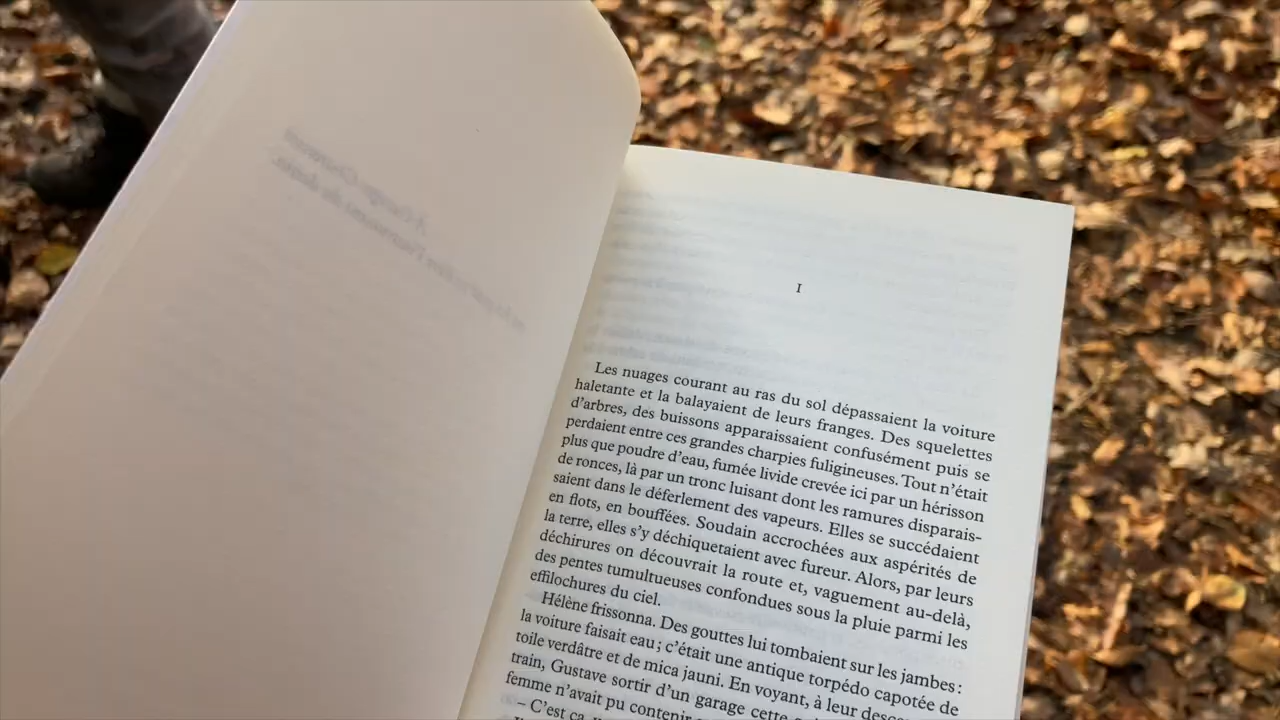 I
Les nuages courant au ras du sol dépassaient la voiture
haletante et la balayaient de leurs franges. Des squelettes
d'arbres, des buissons apparaissaient confusément puis se
perdaient entre ces grandes charpies fuligineuses. Tout n'était
plus que poudre d'eau, fumée livide crevée ici par un hérisson
de ronces, là par un tronc luisant dont les ramures disparais-
saient dans le déferlement des vapeurs. Elles se succédaient
en flots, en bouffées. Soudain accrochées aux aspérités de
la terre, elles s'y déchiquetaient avec fureur. Alors, par leurs
déchirures on découvrait la route et, vaguement au-delà,
des pentes tumultueuses confondues sous la pluie parmi les
effilochures du ciel.
Hélène frissonna. Des gouttes lui tombaient sur les jambes :
la voiture faisait eau ; c'était une antique torpédo capotée de
toile verdâtre et de mica jauni. En voyant, à leur
train, Gustave sortir d'un garage cette
femme n'avait pu contenir
– C'est ça,